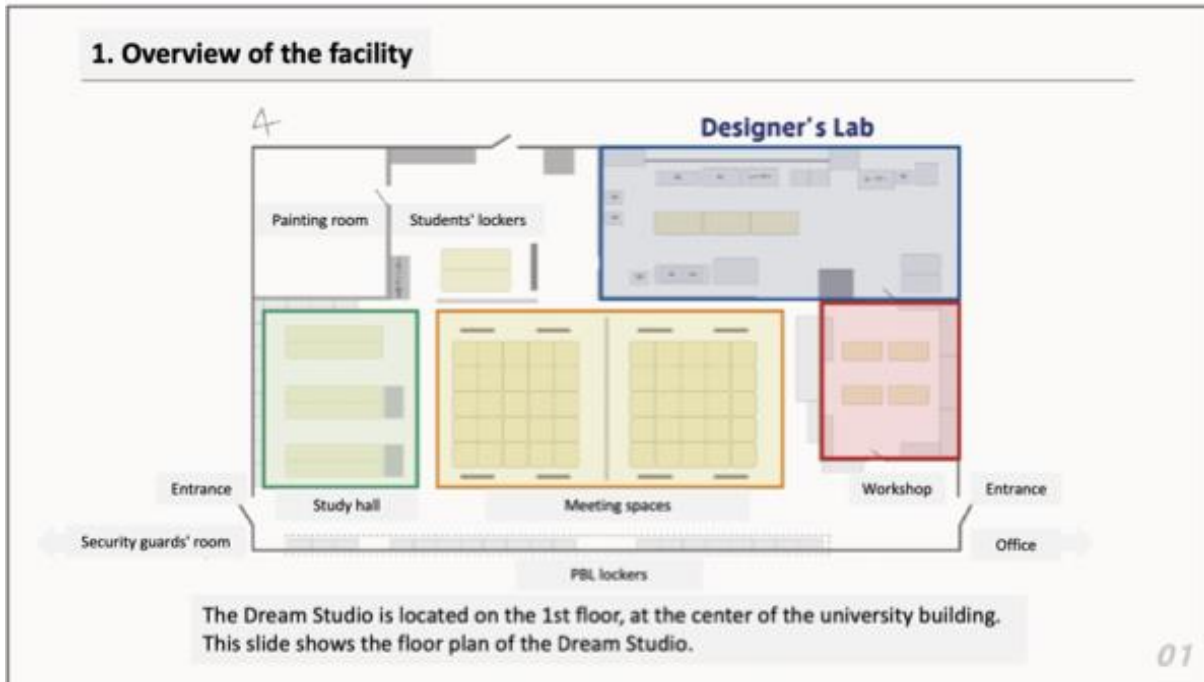 1. Overview of the facility
4
Designer's Lab
Painting room
Students' lockers
Entrance
Study hall
Meeting spaces
Workshop
Entrance
Security guards' room
Office
PBL lockers
The Dream Studio is located on the 1st floor, at the center of the university building.
This slide shows the floor plan of the Dream Studio.
01